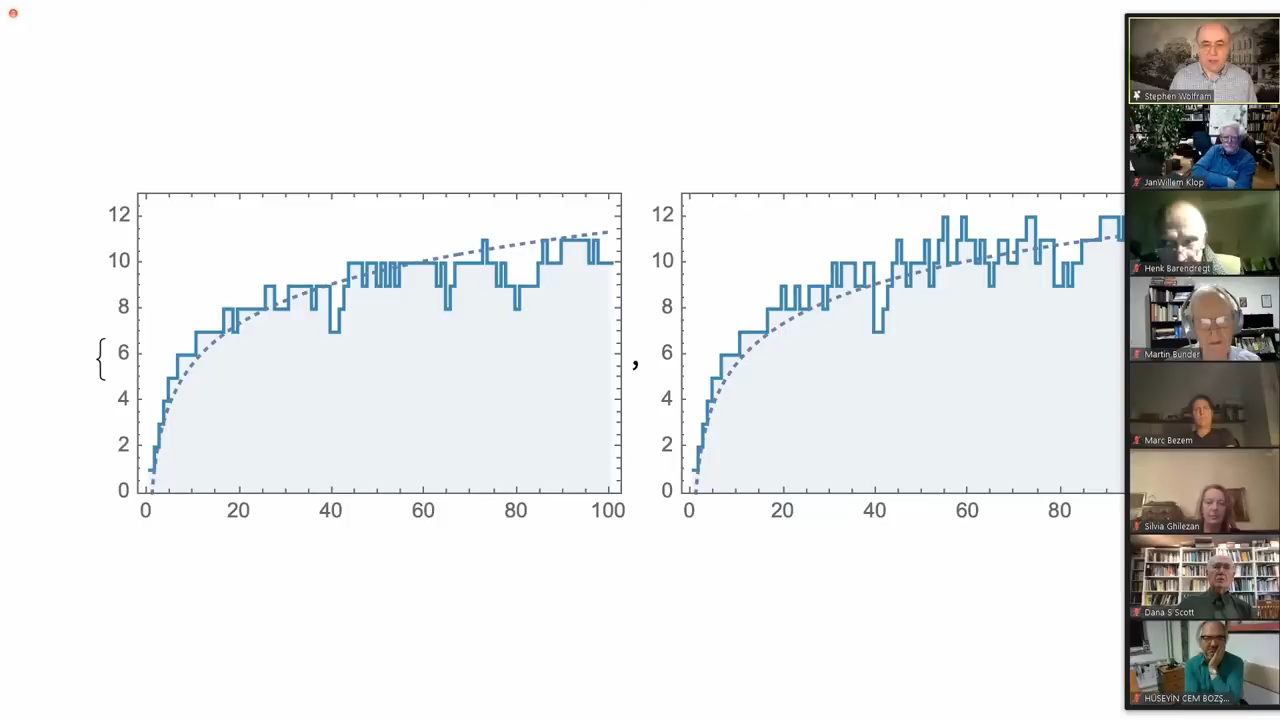 12
10
8
6
4
2
0
0 20 40 60 80 100
{
,
12
10
8
6
4
2
0
0 20 40 60 80
Stephen Wolfram
JanWillem Klop
Henk Barendregt
Martin Bunder
Marc Bezem
Silvia Ghilezan
Dana S Scott
HÜSEYİN CEM BOZŞ...